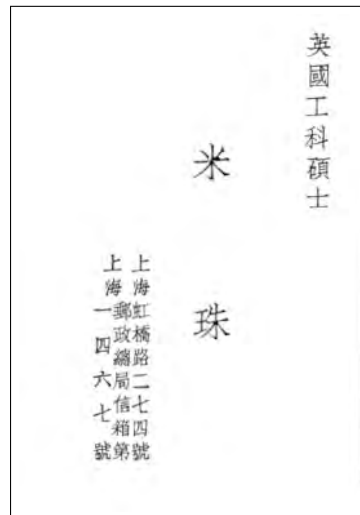 英國工科碩士
米珠
上海虹橋路二七四號
上海郵政總局信箱第
一四六七號